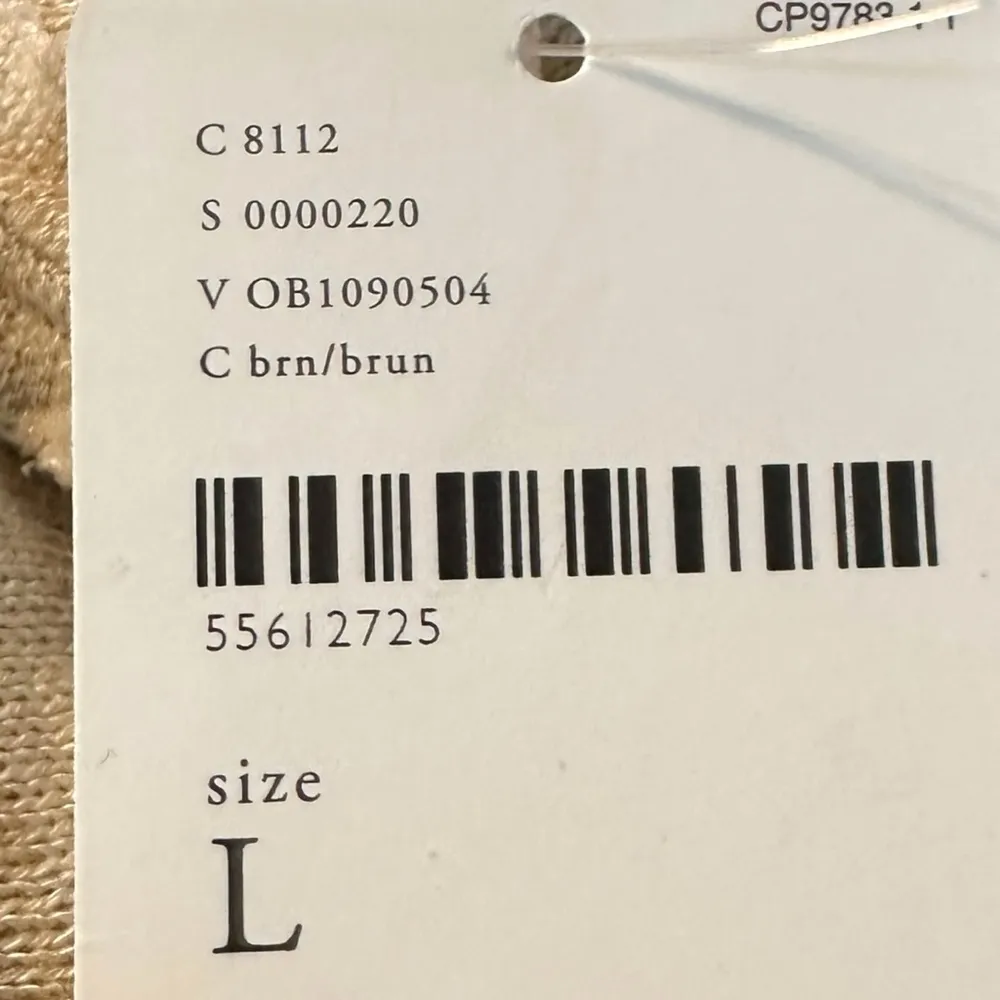 CP9783
C 8112
S 0000220
V OB1090504
C brn/brun
55612725
size
L